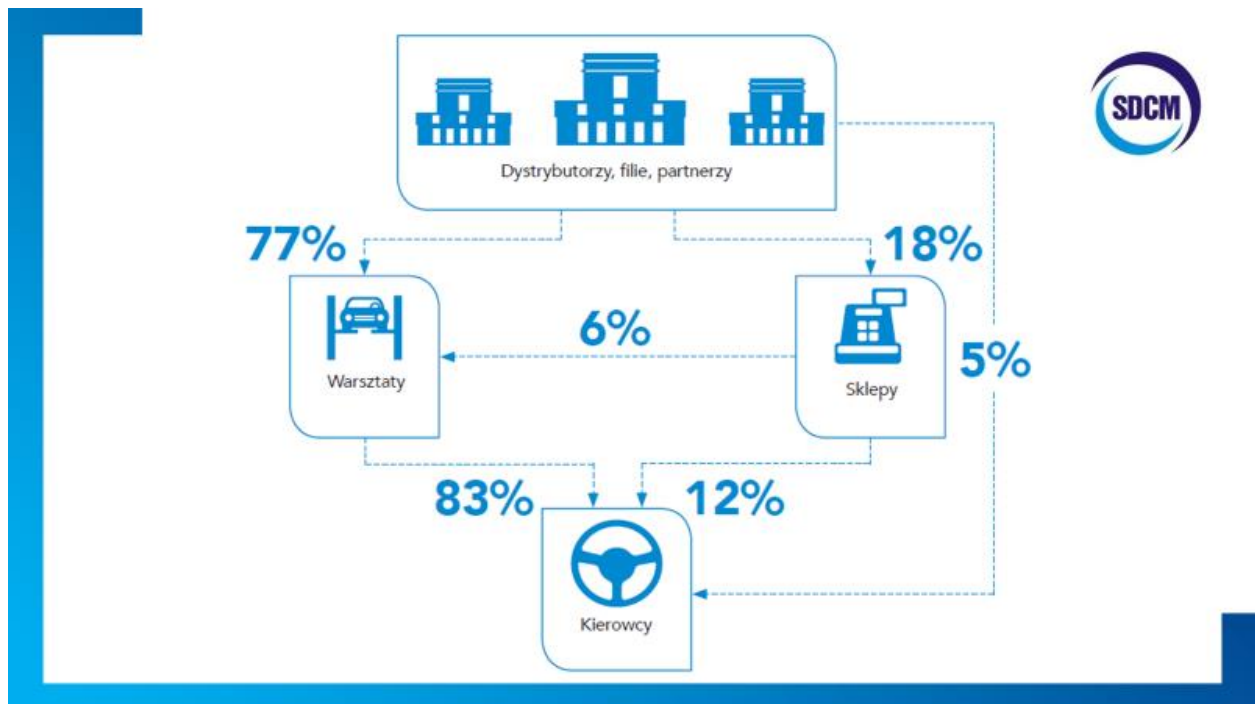 SDCM
Dystrybutorzy, filie, partnerzy
77%
18%
6%
5%
Warsztaty
Sklepy
83%
12%
Kierowcy